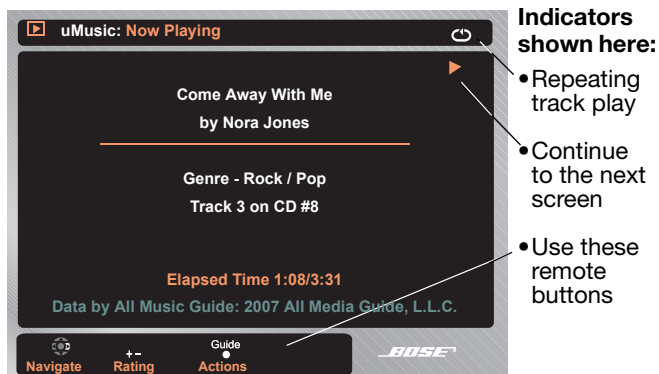 uMusic: Now Playing
Come Away With Me
by Nora Jones
Genre - Rock / Pop
Track 3 on CD #8
Elapsed Time 1:08/3:31
Data by All Music Guide: 2007 All Media Guide, L.L.C.
Navigate
+ -
Rating
Guide
Actions
BOSE
Indicators
shown here:
•Repeating
track play
•Continue
to the next
screen
•Use these
remote
buttons